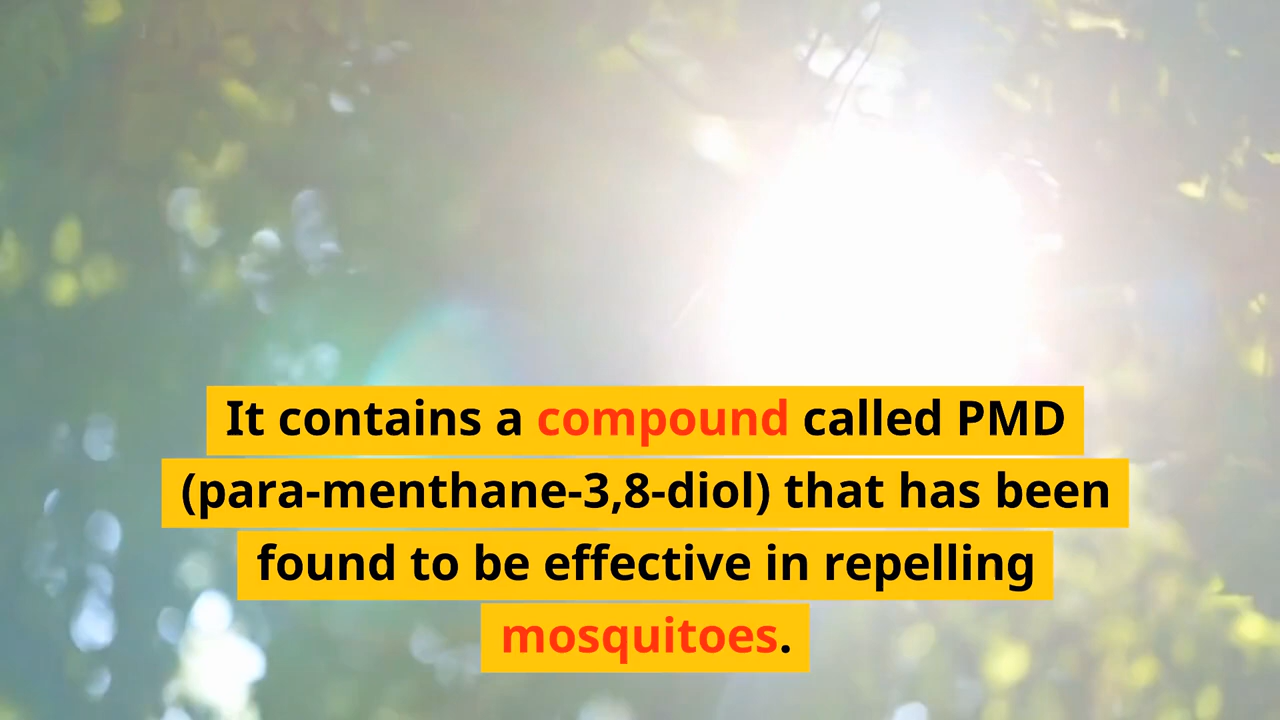 It contains a compound called PMD
(para-menthane-3,8-diol) that has been
found to be effective in repelling
mosquitoes.